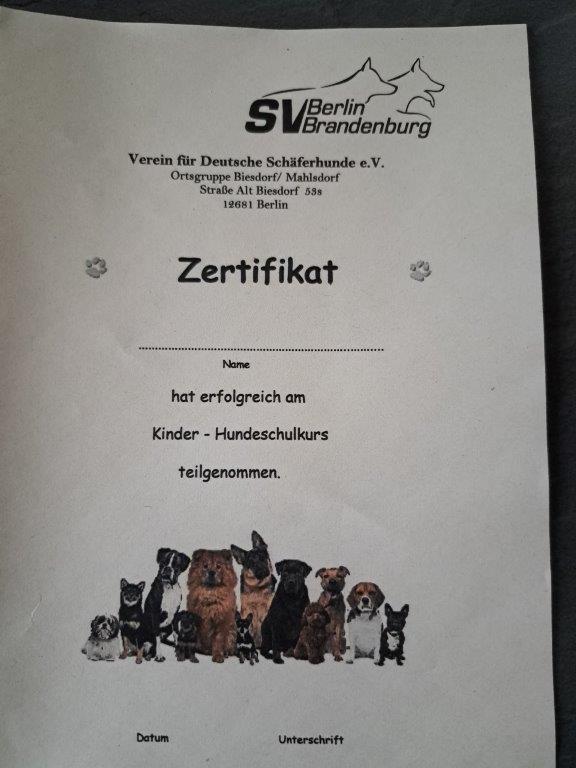 SV Berlin
Brandenburg
Verein für Deutsche Schäferhunde e.V.
Ortsgruppe Biesdorf/ Mahlsdorf
Straße Alt Biesdorf 53s
12681 Berlin
Zertifikat
Name
hat erfolgreich am
Kinder - Hundeschulkurs
teilgenommen.
Datum Unterschrift